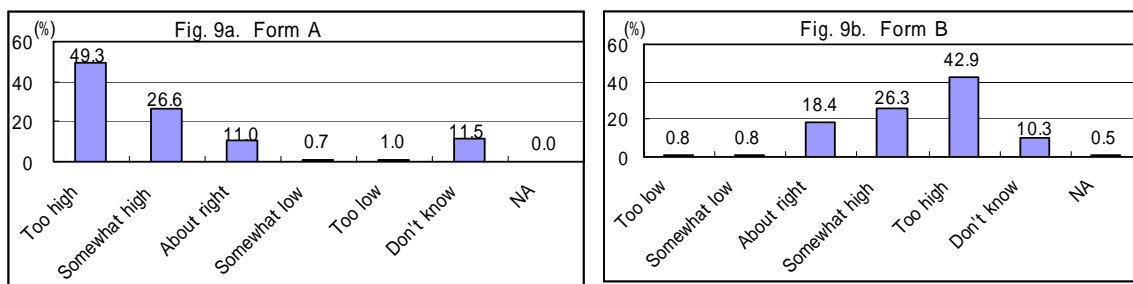 (%) Fig. 9a. Form A
60
40
20
0
49.3
26.6
11.0
0.7
1.0
11.5
0.0
Too high
Somewhat high
About right
Somewhat low
Too low
Don't know
NA
(%) Fig. 9b. Form B
60
40
20
0
0.8
0.8
18.4
26.3
42.9
10.3
0.5
Too low
Somewhat low
About right
Somewhat high
Too high
Don't know
NA